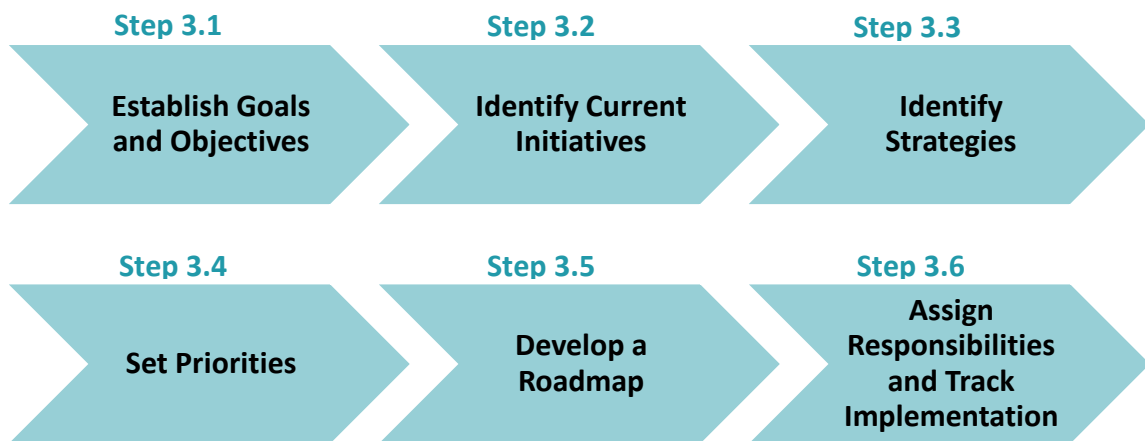 Step 3.1
Establish Goals
and Objectives
Step 3.2
Identify Current
Initiatives
Step 3.3
Identify
Strategies
Step 3.4
Set Priorities
Step 3.5
Develop a
Roadmap
Step 3.6
Assign
Responsibilities
and Track
Implementation